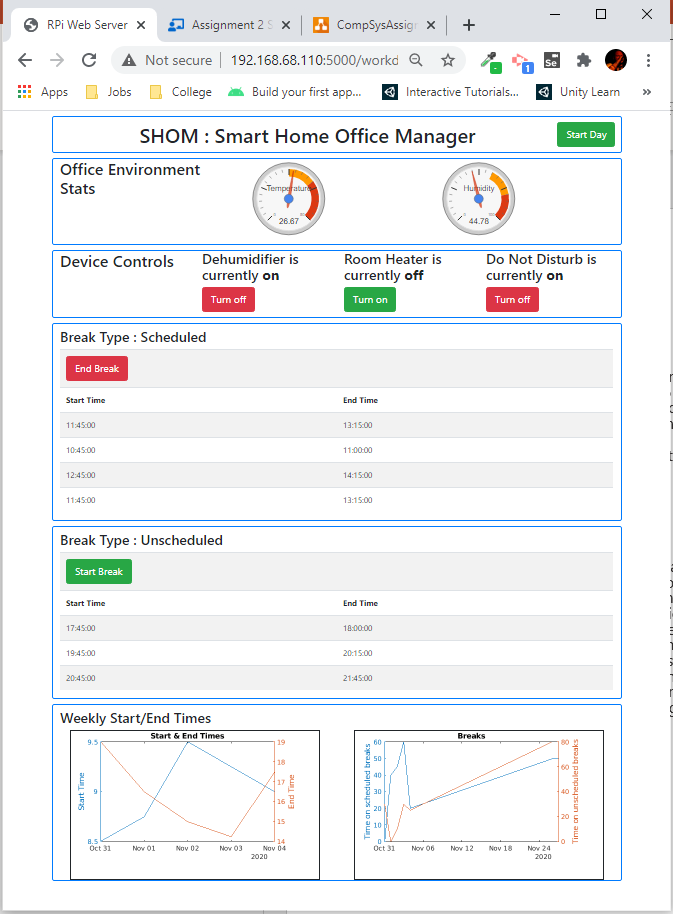 RPi Web Server
Assignment 2 S
CompSysAssign
Not secure
192.168.68.110:5000/workd
Apps
Jobs
College
Build your first app...
Interactive Tutorials...
Unity Learn
SHOM : Smart Home Office Manager
Start Day
Office Environment
Stats
Temperature
26.67
Humidity
44.78
Device Controls
Dehumidifier is
currently on
Turn off
Room Heater is
currently off
Turn on
Do Not Disturb is
currently on
Turn off
Break Type : Scheduled
End Break
Start Time End Time
11:45:00 13:15:00
10:45:00 11:00:00
12:45:00 14:15:00
11:45:00 13:15:00
Break Type : Unscheduled
Start Break
Start Time End Time
17:45:00 18:00:00
19:45:00 20:15:00
20:45:00 21:45:00
Weekly Start/End Times
Start & End Times
Start Time
9.5
9
8.5
End Time
19
18
17
16
15
14
Oct 31 Nov 01 Nov 02 Nov 03 Nov 04
2020
Breaks
Time on scheduled breaks
60
50
40
30
20
10
0
Time on unscheduled breaks
80
60
40
20
0
Oct 31 Nov 06 Nov 12 Nov 18 Nov 24
2020